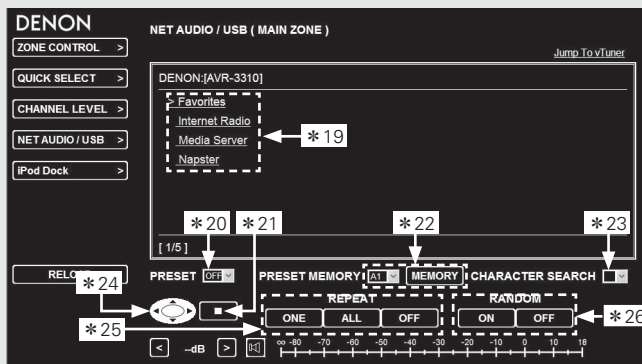 DENON
NET AUDIO / USB ( MAIN ZONE )
ZONE CONTROL >
Jump To vTuner
QUICK SELECT >
DENON:[AVR-3310]
CHANNEL LEVEL >
> Favorites
Internet Radio
NET AUDIO / USB >
Media Server
*19
Napster
iPod Dock >
*20
*21
*22
*23
[ 1/5 ]
PRESET OFF
PRESET MEMORY A1 MEMORY
CHARACTER SEARCH
*24
REPEAT
RANDOM
ONE ALL OFF
ON OFF
*26
*25
< --dB >
∞ -80 -70 -60 -50 -40 -30 -20 -10 0 10 18